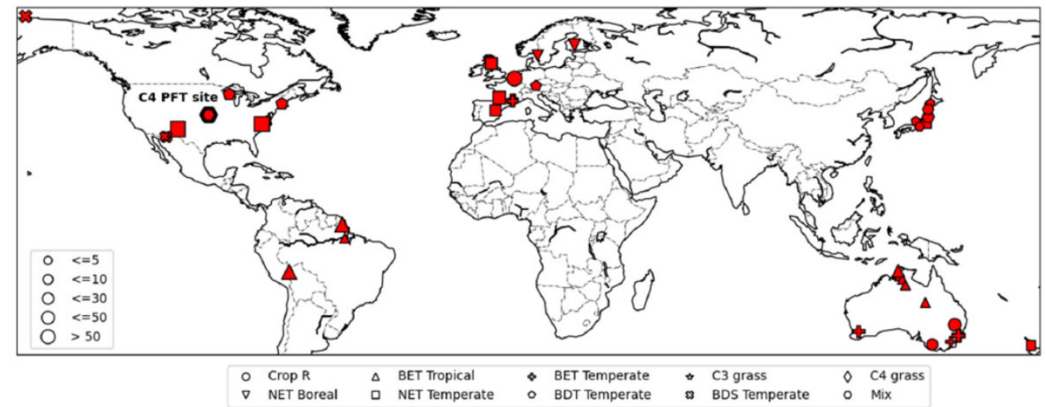 C4 PFT site
<=5
<=10
<=30
<=50
> 50
Crop R BET Tropical BET Temperate C3 grass C4 grass
NET Boreal NET Temperate BDT Temperate BDS Temperate Mix